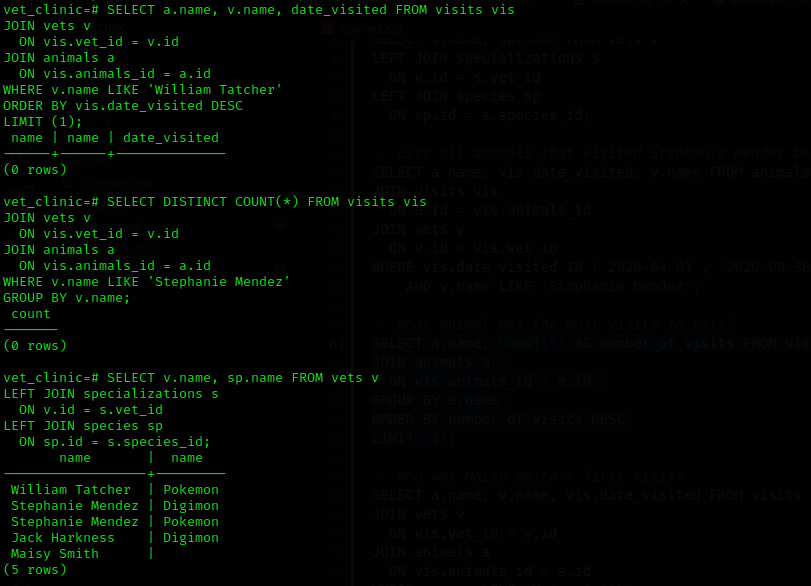 vet_clinic=# SELECT a.name, v.name, date_visited FROM visits vis
JOIN vets v
  ON vis.vet_id = v.id
JOIN animals a
  ON vis.animals_id = a.id
WHERE v.name LIKE 'William Tatcher'
ORDER BY vis.date_visited DESC
LIMIT (1);
 name | name | date_visited
------+------+--------------
(0 rows)
vet_clinic=# SELECT DISTINCT COUNT(*) FROM visits vis
JOIN vets v
  ON vis.vet_id = v.id
JOIN animals a
  ON vis.animals_id = a.id
WHERE v.name LIKE 'Stephanie Mendez'
GROUP BY v.name;
 count
-------
(0 rows)
vet_clinic=# SELECT v.name, sp.name FROM vets v
LEFT JOIN specializations s
  ON v.id = s.vet_id
LEFT JOIN species sp
  ON sp.id = s.species_id;
       name       |  name
------------------+---------
 William Tatcher  | Pokemon
 Stephanie Mendez | Digimon
 Stephanie Mendez | Pokemon
 Jack Harkness    | Digimon
 Maisy Smith      |
(5 rows)
LEFT JOIN specializations s
  ON v.id = s.vet_id
LEFT JOIN species sp
  ON sp.id = s.species_id;
-- List all animals that visited Stephanie Mendez
SELECT a.name, vis.date_visited, v.name FROM animals
JOIN visits vis
  ON a.id = vis.animals_id
JOIN vets v
  ON v.id = vis.vet_id
WHERE vis.date_visited IN ( 2020-04-01 2020-08-30
    AND v.name LIKE 'Stephanie Mendez';
-- What animal has the most visits to vets?
61 SELECT a.name, COUNT(*) AS number_of_visits FROM vis
JOIN animals a
  ON vis.animals_id = a.id
GROUP BY a.name
ORDER BY number_of_visits DESC
LIMIT (1);
-- Who was Maisy Smith's first visit?
SELECT a.name, v.name, vis.date_visited FROM visits
JOIN vets v
  ON vis.vet_id = v.id
JOIN animals a
  ON vis.animals_id = a.id